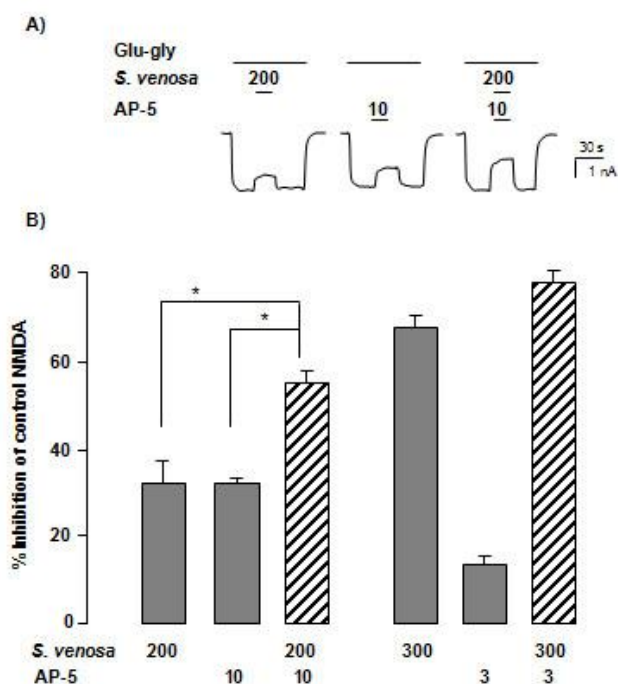 A)
Glu-gly
S. venosa 200 200
AP-5 10 10
30 s
1 nA
B)
% Inhibition of control NMDA
80
60
40
20
0
*
*
S. venosa 200 200 300 300
AP-5 10 10 3 3